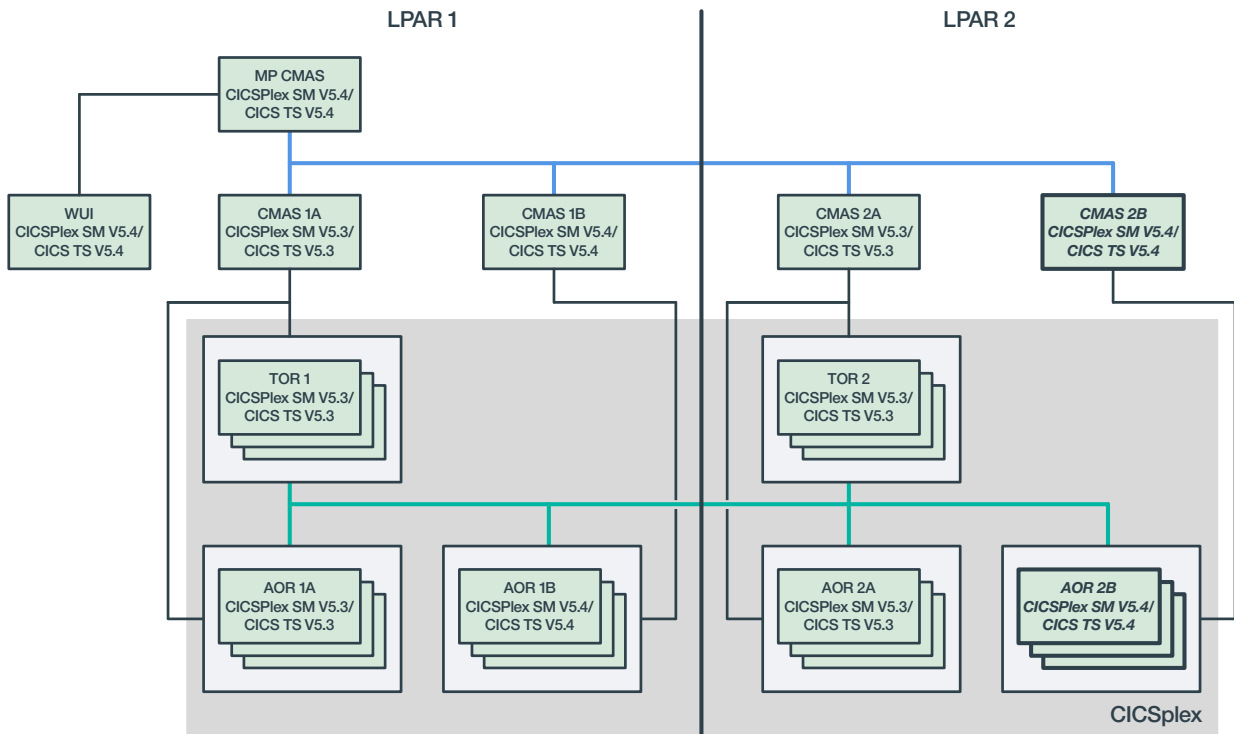 LPAR 1
LPAR 2
MP CMAS
CICSPlex SM V5.4/
CICS TS V5.4
WUI
CICSPlex SM V5.4/
CICS TS V5.4
CMAS 1A
CICSPlex SM V5.3/
CICS TS V5.3
CMAS 1B
CICSPlex SM V5.4/
CICS TS V5.4
CMAS 2A
CICSPlex SM V5.3/
CICS TS V5.3
CMAS 2B
CICSPlex SM V5.4/
CICS TS V5.4
TOR 1
CICSPlex SM V5.3/
CICS TS V5.3
TOR 2
CICSPlex SM V5.3/
CICS TS V5.3
AOR 1A
CICSPlex SM V5.3/
CICS TS V5.3
AOR 1B
CICSPlex SM V5.4/
CICS TS V5.4
AOR 2A
CICSPlex SM V5.3/
CICS TS V5.3
AOR 2B
CICSPlex SM V5.4/
CICS TS V5.4
CICSplex